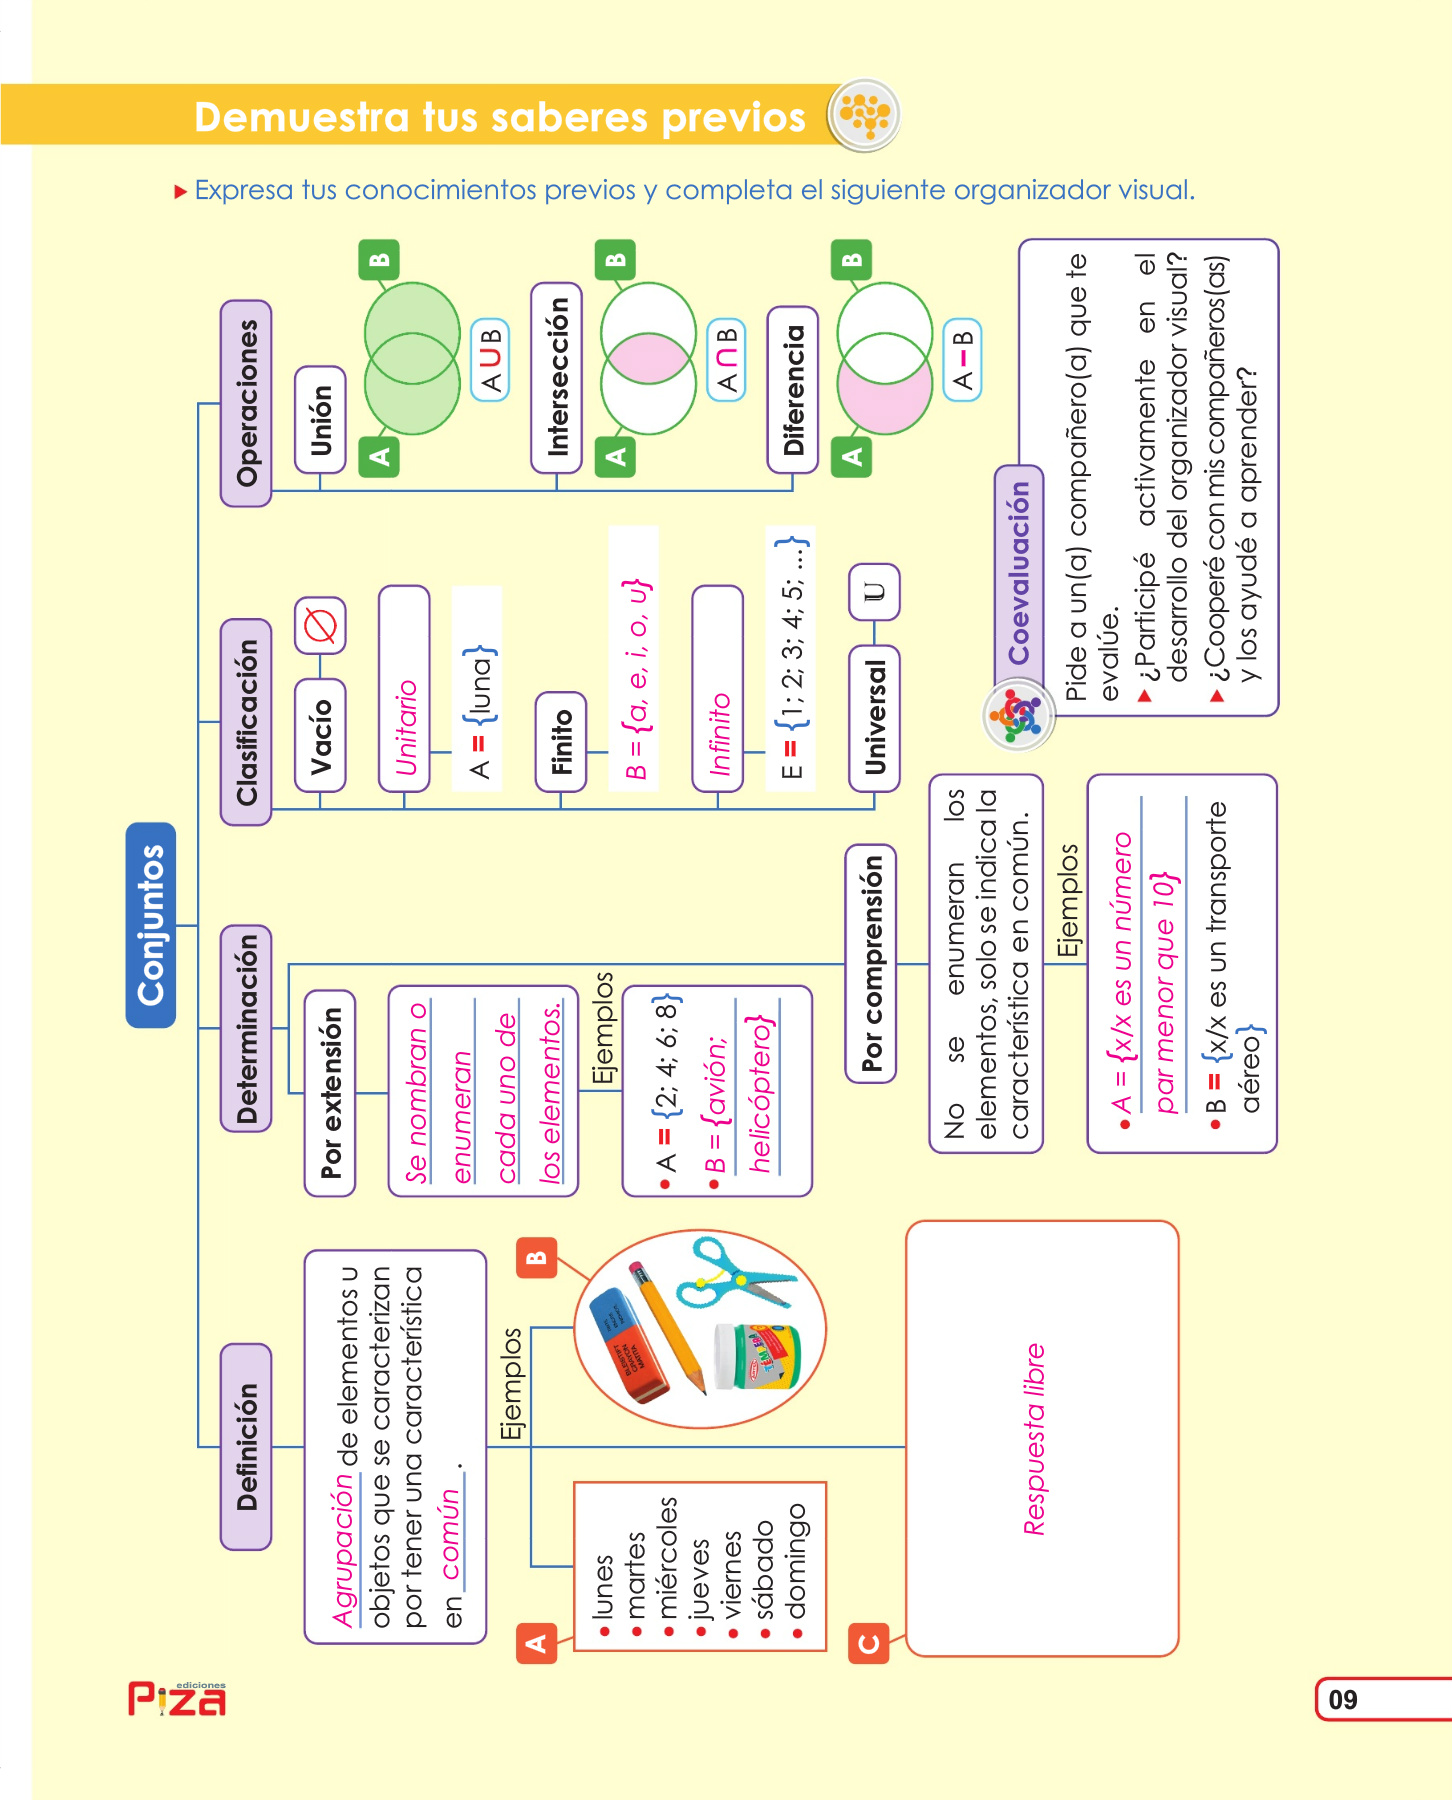 Demuestra tus saberes previos
Expresa tus conocimientos previos y completa el siguiente organizador visual.
Conjuntos
Definición
Agrupación de elementos u
objetos que se caracterizan
por tener una característica
en común .
Ejemplos
A
• lunes
• martes
• miércoles
• jueves
• viernes
• sábado
• domingo
B
C
Respuesta libre
Determinación
Por extensión
Se nombran o
enumeran
cada uno de
los elementos.
Ejemplos
• A = {2; 4; 6; 8}
• B = {avión;
helicóptero}
Por comprensión
No se enumeran los
elementos, solo se indica la
característica en común.
Ejemplos
• A = {x/x es un número
par menor que 10}
• B = {x/x es un transporte
aéreo}
Clasificación
Vacío
∅
Unitario
A = {luna}
Finito
B = {a, e, i, o, u}
Infinito
E = {1; 2; 3; 4; 5; ...}
Universal
U
Operaciones
Unión
A
B
A U B
Intersección
A
B
A ∩ B
Diferencia
A
B
A – B
Coevaluación
Pide a un(a) compañero(a) que te
evalúe.
¿Participé activamente en el
desarrollo del organizador visual?
¿Cooperé con mis compañeros(as)
y los ayudé a aprender?
ediciones
Piza
09